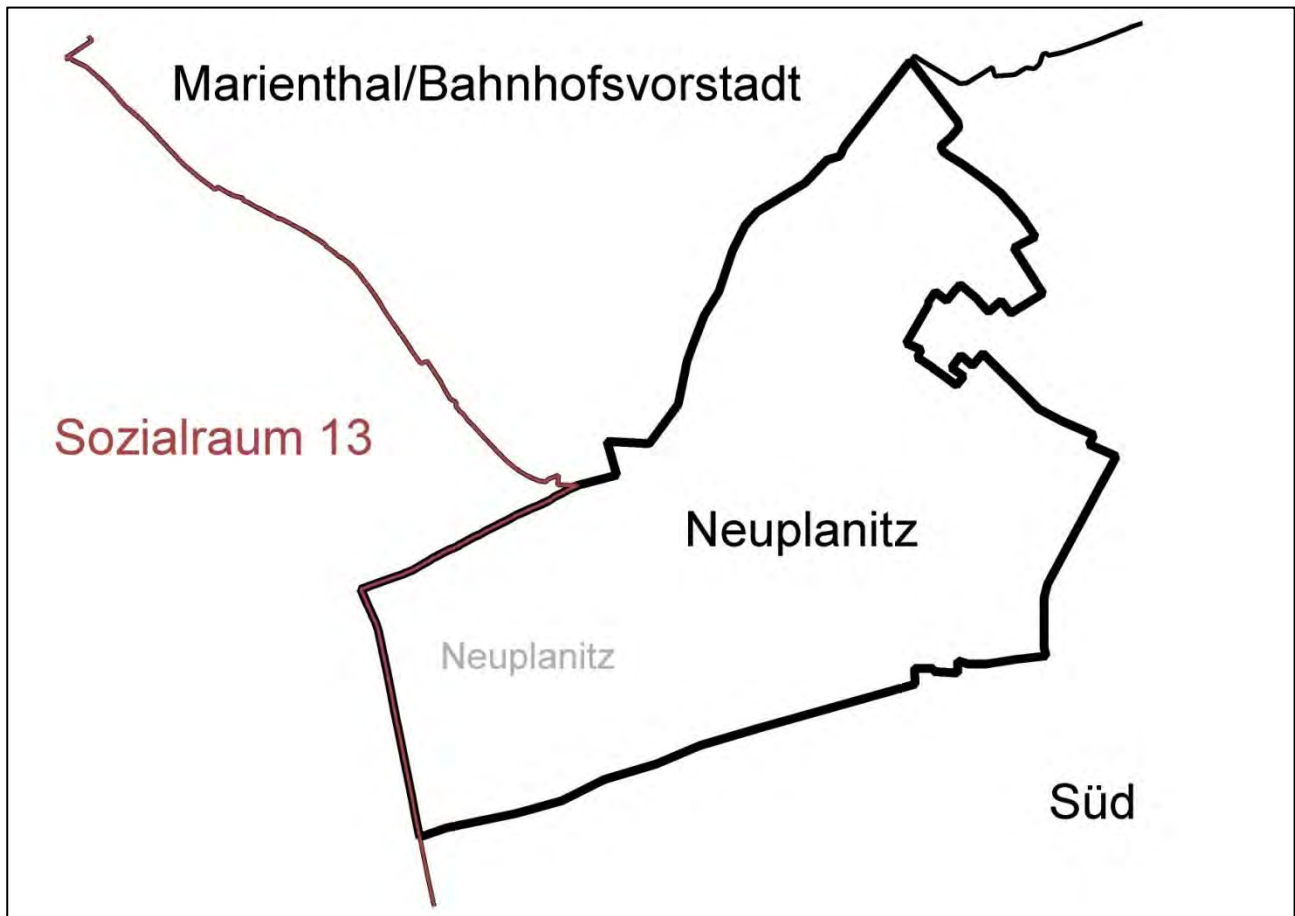 Marienthal/Bahnhofsvorstadt
Sozialraum 13
Neuplanitz
Neuplanitz
Süd